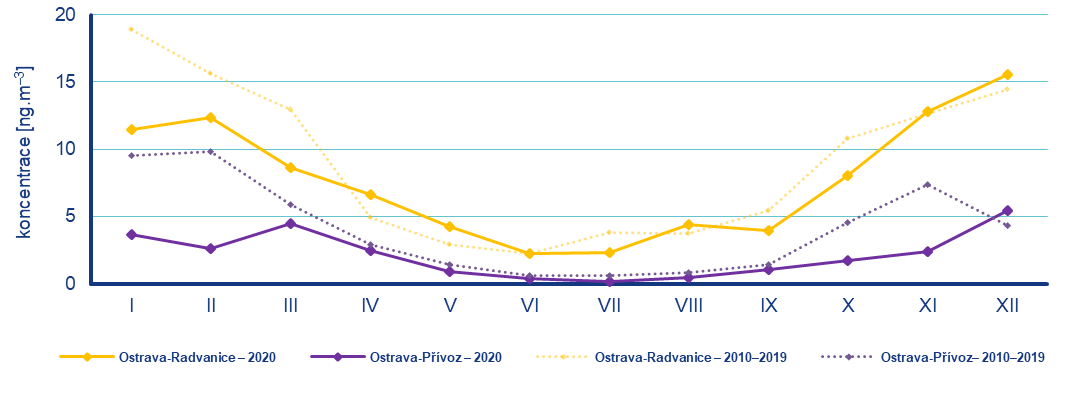 20
15
10
5
0
koncentrace [ng.m–3]
I II III IV V VI VII VIII IX X XI XII
Ostrava-Radvanice – 2020 Ostrava-Přívoz – 2020 Ostrava-Radvanice – 2010–2019 Ostrava-Přívoz– 2010–2019